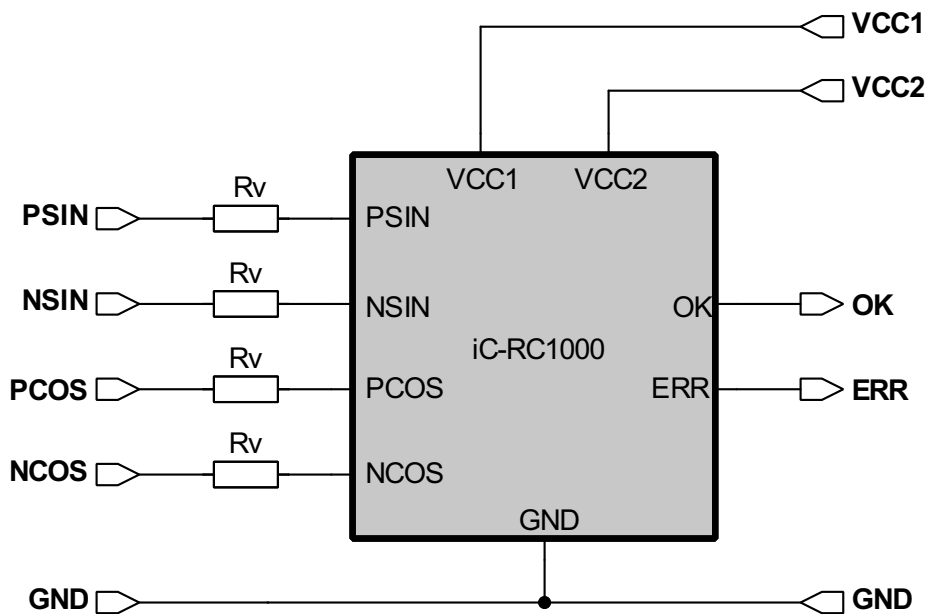 VCC1
VCC2
VCC1 VCC2
Rv
PSIN PSIN
Rv
NSIN NSIN OK OK
iC-RC1000
Rv
PCOS PCOS ERR ERR
Rv
NCOS NCOS
GND
GND GND